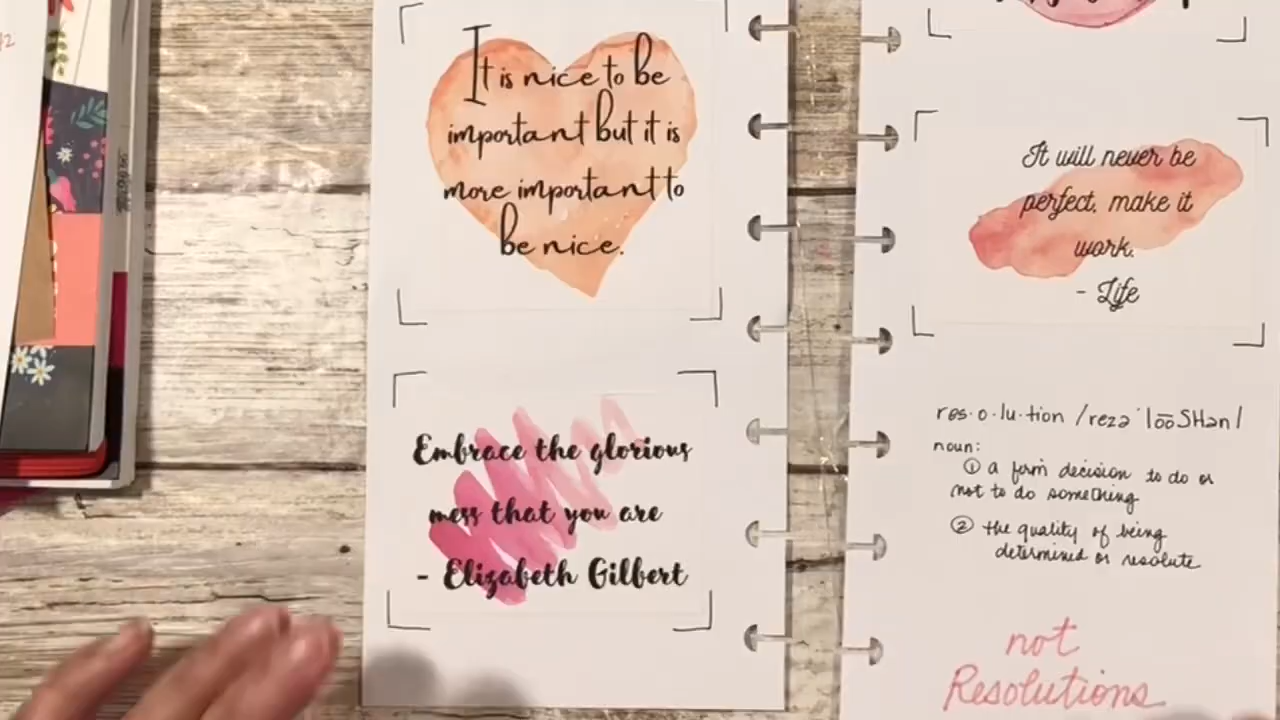 It is nice to be
important but it is
more important to
be nice.
Embrace the glorious
mess that you are
- Elizabeth Gilbert
It will never be
perfect, make it
work.
- Life
res·o·lu·tion /rezəˈlo͞oSHən/
noun:
① a firm decision to do or
not to do something
② the quality of being
determined or resolute
not
Resolutions